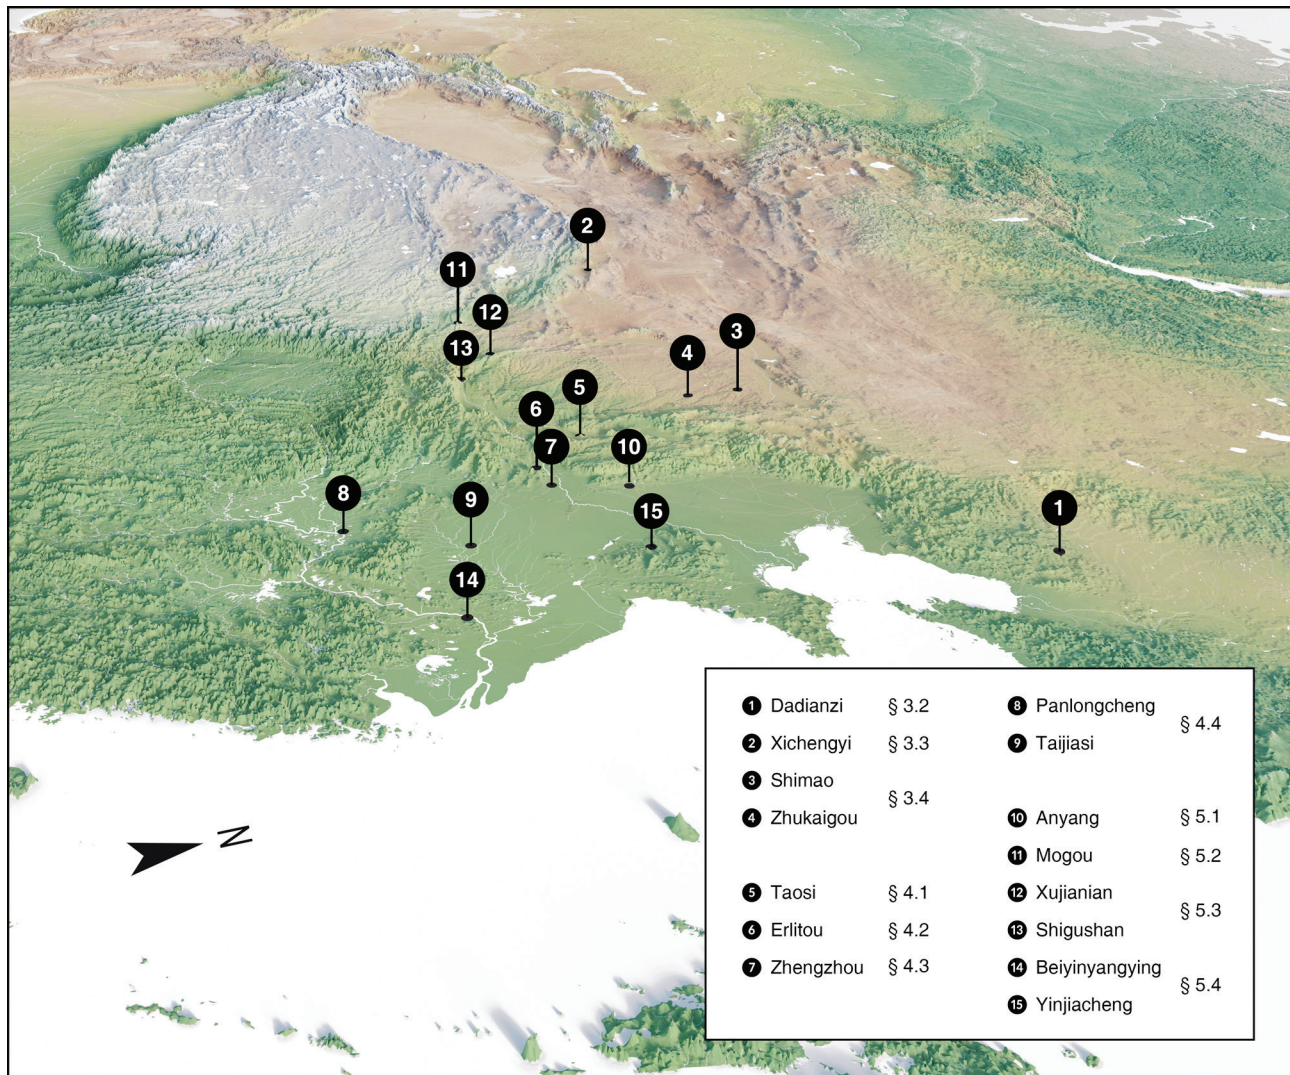 2
11
12
3
13
4
5
6
7
10
8
9
1
15
14
N
1 Dadianzi § 3.2
2 Xichengyi § 3.3
3 Shimao
§ 3.4
4 Zhukaigou
5 Taosi § 4.1
6 Erlitou § 4.2
7 Zhengzhou § 4.3
8 Panlongcheng
§ 4.4
9 Taijiasi
10 Anyang § 5.1
11 Mogou § 5.2
12 Xujianian
§ 5.3
13 Shigushan
14 Beiyinyangying
§ 5.4
15 Yinjiacheng